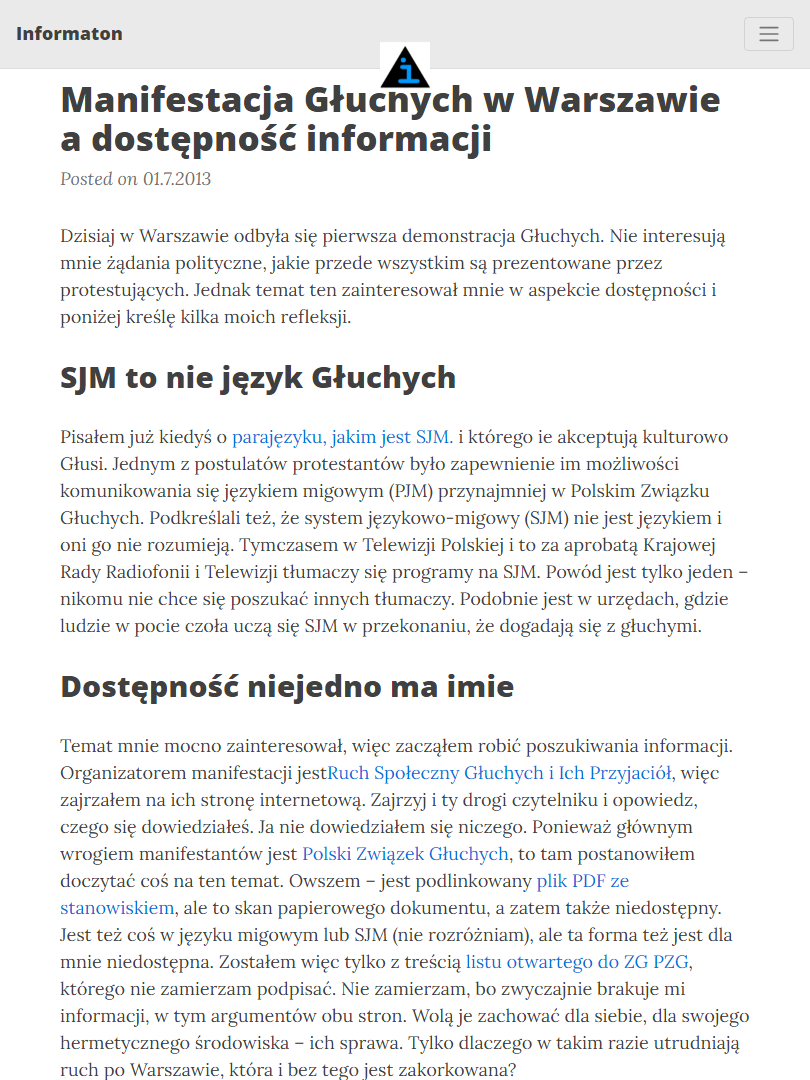 Informaton
Manifestacja Głuchych w Warszawie
a dostępność informacji
Posted on 01.7.2013
Dzisiaj w Warszawie odbyła się pierwsza demonstracja Głuchych. Nie interesują
mnie żądania polityczne, jakie przede wszystkim są prezentowane przez
protestujących. Jednak temat ten zainteresował mnie w aspekcie dostępności i
poniżej kreślę kilka moich refleksji.
SJM to nie język Głuchych
Pisałem już kiedyś o parajęzyku, jakim jest SJM. i którego ie akceptują kulturowo
Głusi. Jednym z postulatów protestantów było zapewnienie im możliwości
komunikowania się językiem migowym (PJM) przynajmniej w Polskim Związku
Głuchych. Podkreślali też, że system językowo-migowy (SJM) nie jest językiem i
oni go nie rozumieją. Tymczasem w Telewizji Polskiej i to za aprobatą Krajowej
Rady Radiofonii i Telewizji tłumaczy się programy na SJM. Powód jest tylko jeden –
nikomu nie chce się poszukać innych tłumaczy. Podobnie jest w urzędach, gdzie
ludzie w pocie czoła uczą się SJM w przekonaniu, że dogadają się z głuchymi.
Dostępność niejedno ma imie
Temat mnie mocno zainteresował, więc zacząłem robić poszukiwania informacji.
Organizatorem manifestacji jestRuch Społeczny Głuchych i Ich Przyjaciół, więc
zajrzałem na ich stronę internetową. Zajrzyj i ty drogi czytelniku i opowiedz,
czego się dowiedziałeś. Ja nie dowiedziałem się niczego. Ponieważ głównym
wrogiem manifestantów jest Polski Związek Głuchych, to tam postanowiłem
doczytać coś na ten temat. Owszem – jest podlinkowany plik PDF ze
stanowiskiem, ale to skan papierowego dokumentu, a zatem także niedostępny.
Jest też coś w języku migowym lub SJM (nie rozróżniam), ale ta forma też jest dla
mnie niedostępna. Zostałem więc tylko z treścią listu otwartego do ZG PZG,
którego nie zamierzam podpisać. Nie zamierzam, bo zwyczajnie brakuje mi
informacji, w tym argumentów obu stron. Wolą je zachować dla siebie, dla swojego
hermetycznego środowiska – ich sprawa. Tylko dlaczego w takim razie utrudniają
ruch po Warszawie, która i bez tego jest zakorkowana?